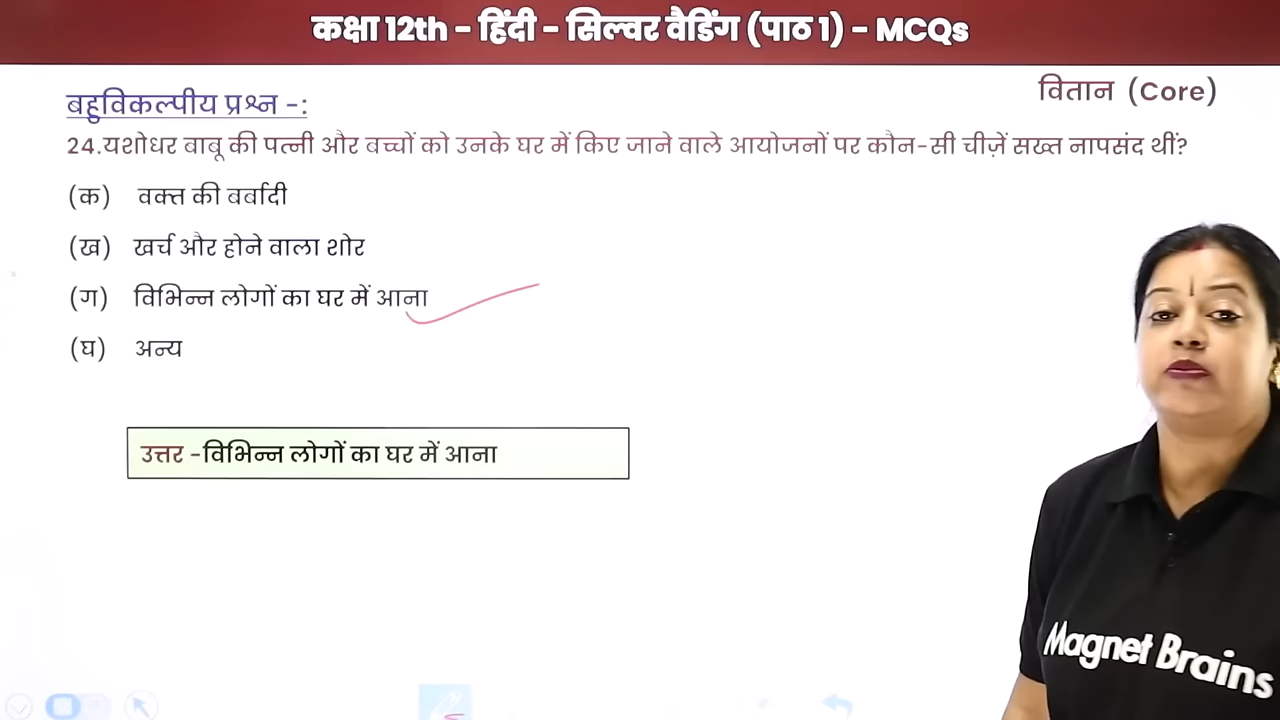 कक्षा 12th - हिंदी - सिल्वर वैडिंग (पाठ 1) - MCQs
वितान (Core)
बहुविकल्पीय प्रश्न -:
24.यशोधर बाबू की पत्नी और बच्चों को उनके घर में किए जाने वाले आयोजनों पर कौन-सी चीज़ें सख्त नापसंद थीं?
(क) वक्त की बर्बादी
(ख) खर्च और होने वाला शोर
(ग) विभिन्न लोगों का घर में आना
(घ) अन्य
उत्तर -विभिन्न लोगों का घर में आना
Magnet Brains